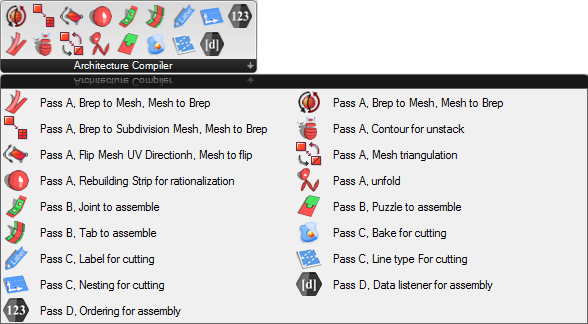 123
[d]
Architecture Compiler
Architecture Compiler
Pass A, Brep to Mesh, Mesh to Brep
Pass A, Brep to Mesh, Mesh to Brep
Pass A, Brep to Subdivision Mesh, Mesh to Brep
Pass A, Contour for unstack
Pass A, Flip Mesh UV Directionh, Mesh to flip
Pass A, Mesh triangulation
Pass A, Rebuilding Strip for rationalization
Pass A, unfold
Pass B, Joint to assemble
Pass B, Puzzle to assemble
Pass B, Tab to assemble
Pass C, Bake for cutting
Pass C, Label for cutting
Pass C, Line type For cutting
Pass C, Nesting for cutting
[d] Pass D, Data listener for assembly
123 Pass D, Ordering for assembly